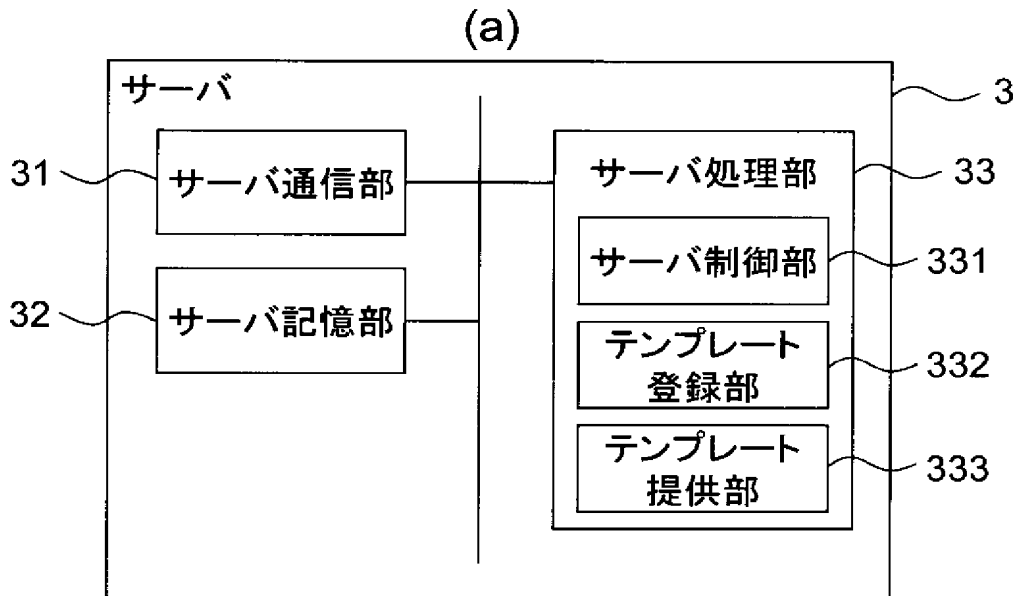 (a)
サーバ
3
31
サーバ通信部
サーバ処理部
33
サーバ制御部
331
32
サーバ記憶部
テンプレート
登録部
332
テンプレート
提供部
333